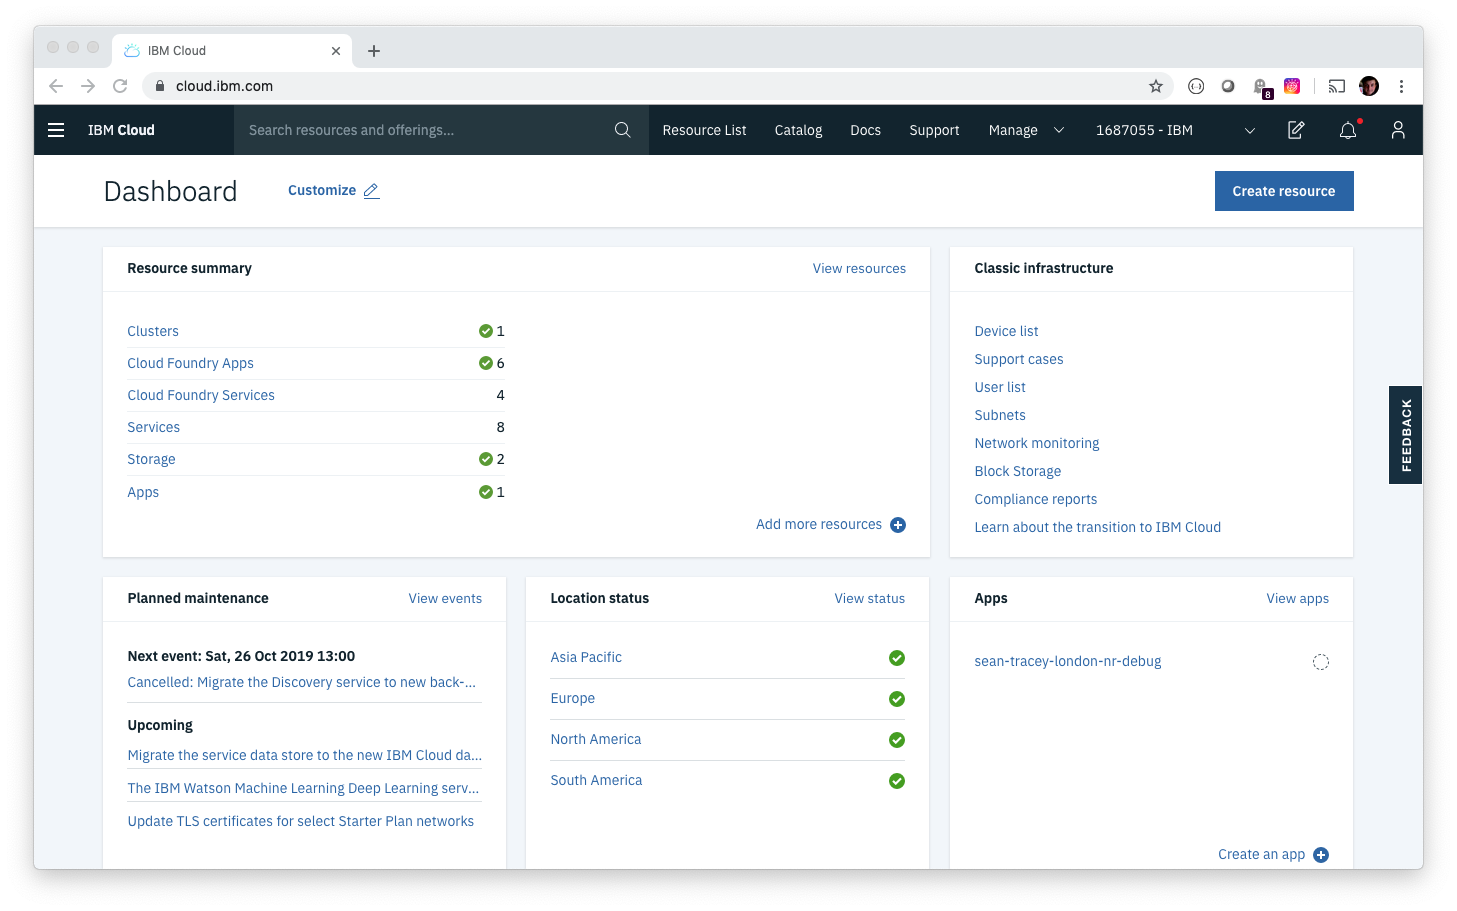 IBM Cloud
cloud.ibm.com
8
IBM Cloud
Search resources and offerings...
Resource List
Catalog
Docs
Support
Manage
1687055 - IBM
Dashboard
Customize
Create resource
Resource summary
View resources
Clusters 1
Cloud Foundry Apps 6
Cloud Foundry Services 4
Services 8
Storage 2
Apps 1
Add more resources
Classic infrastructure
Device list
Support cases
User list
Subnets
Network monitoring
Block Storage
Compliance reports
Learn about the transition to IBM Cloud
FEEDBACK
Planned maintenance
View events
Next event: Sat, 26 Oct 2019 13:00
Cancelled: Migrate the Discovery service to new back-...
Upcoming
Migrate the service data store to the new IBM Cloud da...
The IBM Watson Machine Learning Deep Learning serv...
Update TLS certificates for select Starter Plan networks
Location status
View status
Asia Pacific
Europe
North America
South America
Apps
View apps
sean-tracey-london-nr-debug
Create an app